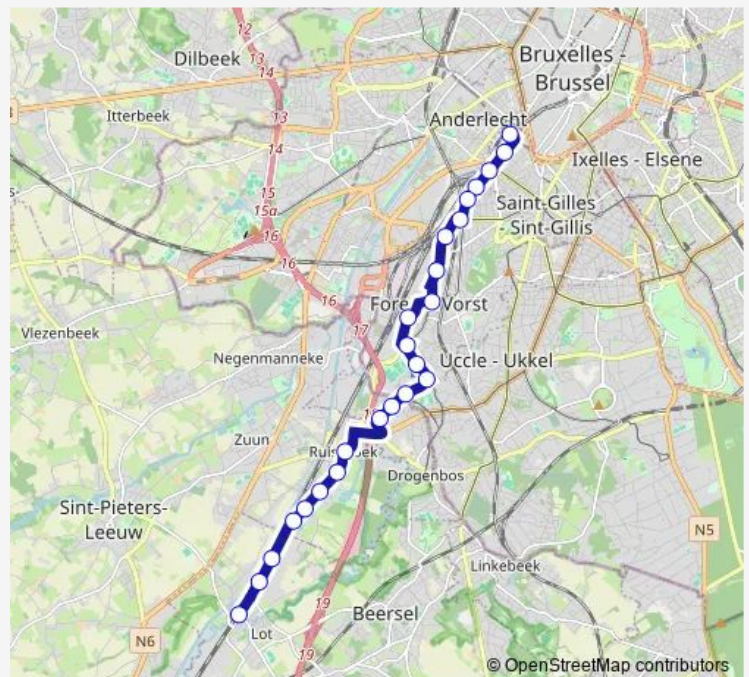 12
13
14
Dilbeek
Bruxelles -
Brussel
Itterbeek
13
14
Anderlecht
Ixelles - Elsene
15
15a
16
Saint-Gilles
- Sint-Gillis
16
16
17
Vorst
Vlezenbeek
Negenmanneke
Uccle - Ukkel
Zuun
Drogenbos
Sint-Pieters-
Leeuw
N5
Linkebeek
19
Beersel
N6
Lot
19
© OpenStreetMap contributors